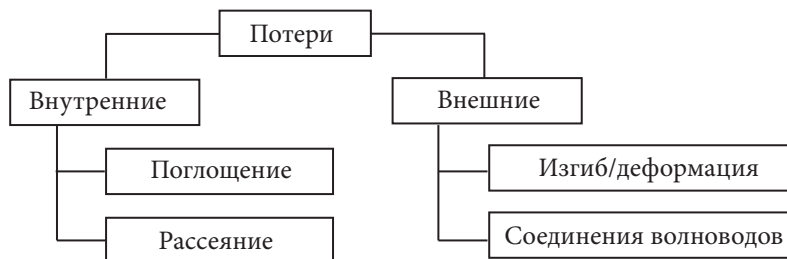 Потери
Внутренние
Внешние
Поглощение
Изгиб/деформация
Рассеяние
Соединения волноводов